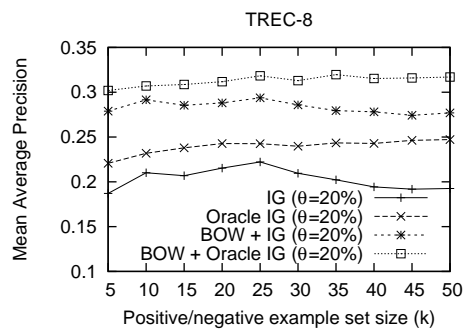 TREC-8
Mean Average Precision
0.35
0.3
0.25
0.2
0.15
0.1
IG (θ=20%)
Oracle IG (θ=20%)
BOW + IG (θ=20%)
BOW + Oracle IG (θ=20%)
5 10 15 20 25 30 35 40 45 50
Positive/negative example set size (k)